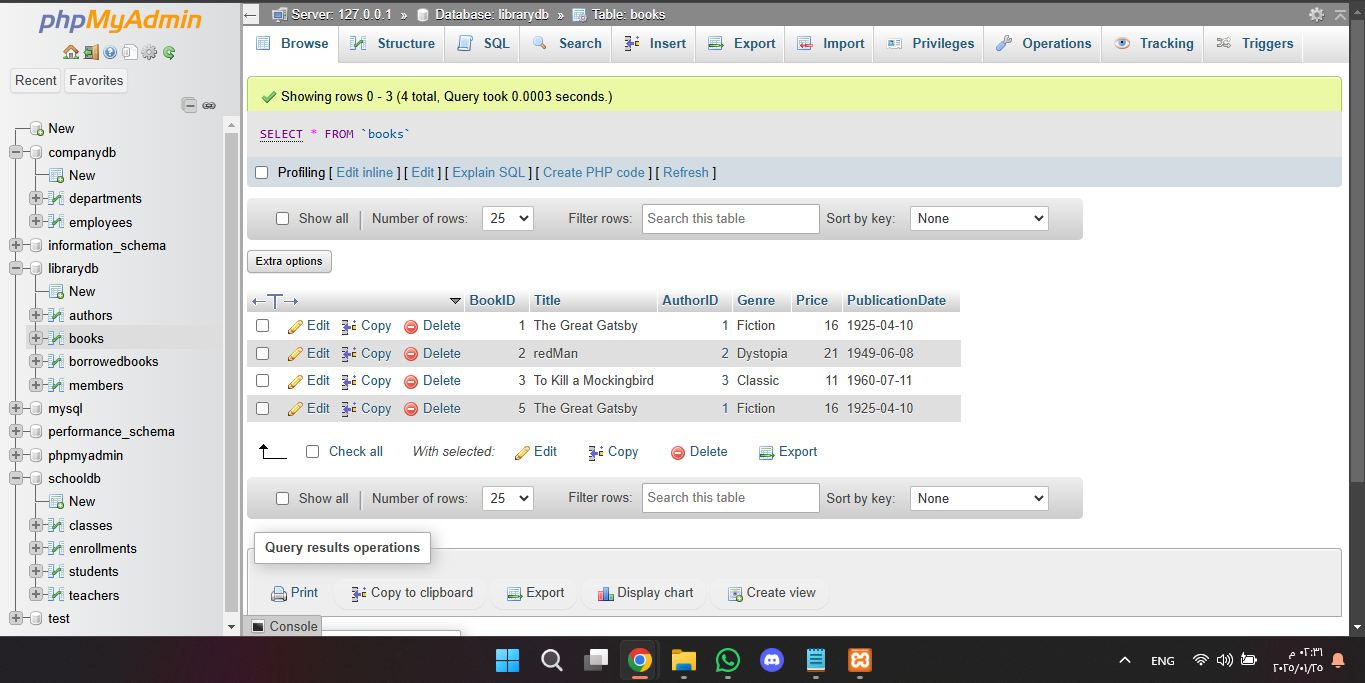 phpMyAdmin
Recent Favorites
New
companydb
New
departments
employees
information_schema
librarydb
New
authors
books
borrowedbooks
members
mysql
performance_schema
phpmyadmin
schooldb
New
classes
enrollments
students
teachers
test
Server: 127.0.0.1 » Database: librarydb » Table: books
Browse Structure SQL Search Insert Export Import Privileges Operations Tracking Triggers
Showing rows 0 - 3 (4 total, Query took 0.0003 seconds.)
SELECT * FROM `books`
Profiling [ Edit inline ] [ Edit ] [ Explain SQL ] [ Create PHP code ] [ Refresh ]
Show all | Number of rows: 25 Filter rows: Search this table Sort by key: None
Extra options
←T→ BookID Title AuthorID Genre Price PublicationDate
Edit Copy Delete 1 The Great Gatsby 1 Fiction 16 1925-04-10
Edit Copy Delete 2 redMan 2 Dystopia 21 1949-06-08
Edit Copy Delete 3 To Kill a Mockingbird 3 Classic 11 1960-07-11
Edit Copy Delete 5 The Great Gatsby 1 Fiction 16 1925-04-10
Check all With selected: Edit Copy Delete Export
Show all | Number of rows: 25 Filter rows: Search this table Sort by key: None
Query results operations
Print Copy to clipboard Export Display chart Create view
Console
ENG
٠٢:٣١ م
٢٠٢٥/٠١/٢٥